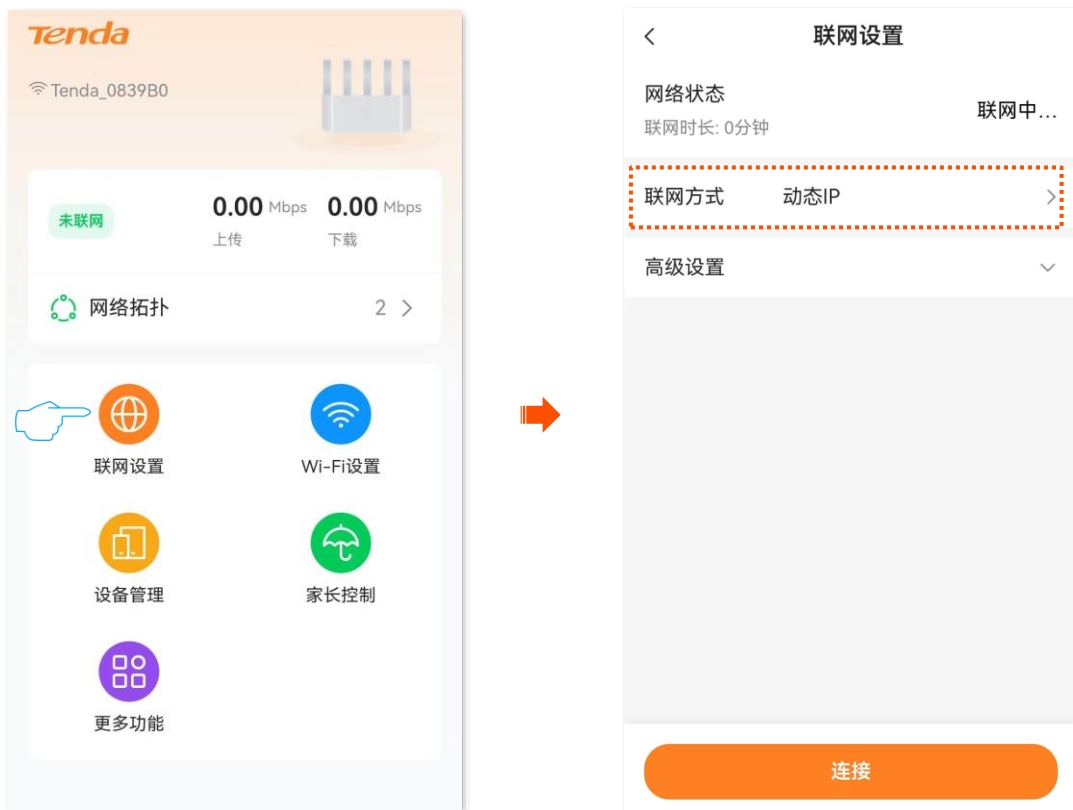 Tenda
Tenda_0839B0
未联网
0.00 Mbps 0.00 Mbps
上传 下载
网络拓扑 2
联网设置 Wi-Fi设置
设备管理 家长控制
更多功能
联网设置
网络状态
联网中...
联网时长: 0分钟
联网方式 动态IP
高级设置
连接